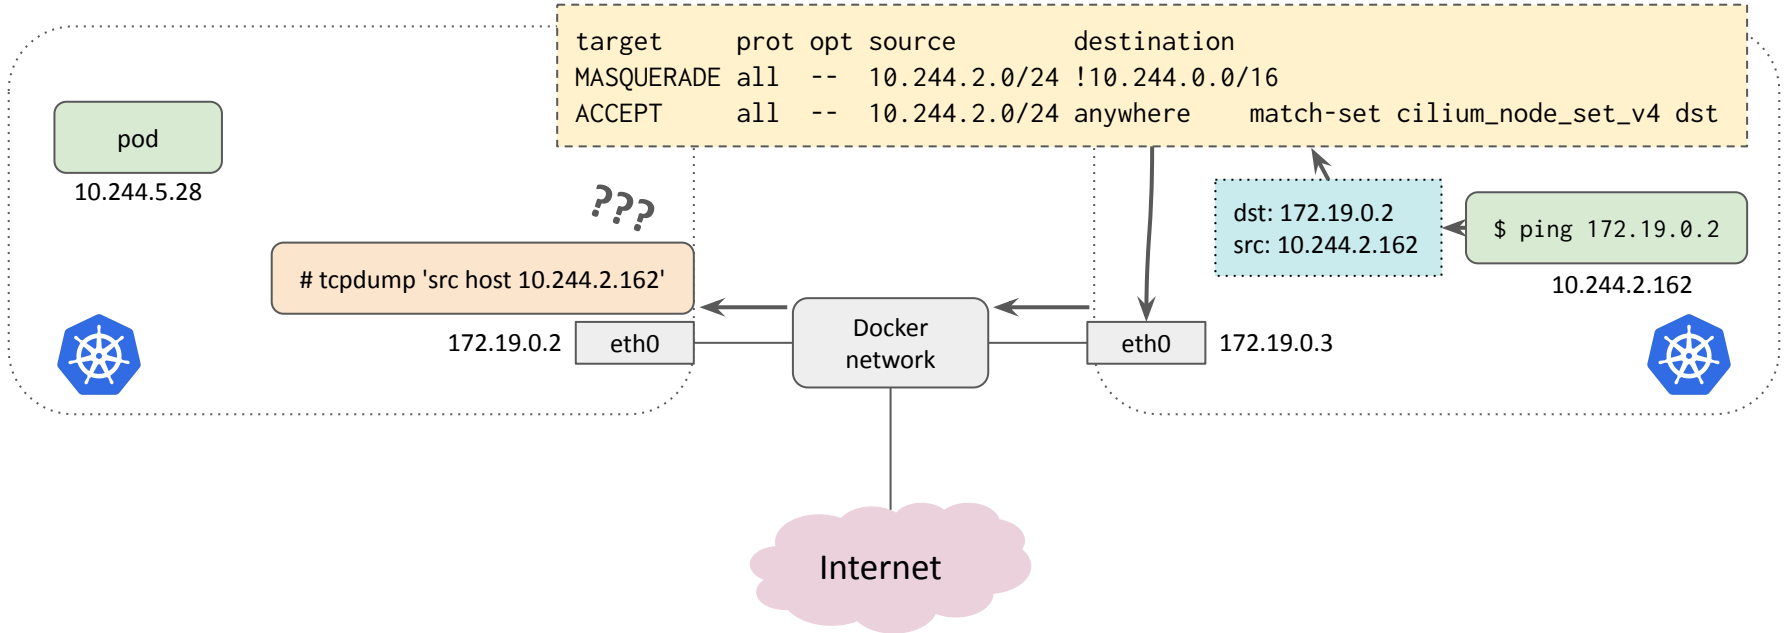 target prot opt source destination
MASQUERADE all -- 10.244.2.0/24 !10.244.0.0/16
ACCEPT all -- 10.244.2.0/24 anywhere match-set cilium_node_set_v4 dst
pod
10.244.5.28
???
dst: 172.19.0.2
src: 10.244.2.162
$ ping 172.19.0.2
10.244.2.162
# tcpdump 'src host 10.244.2.162'
172.19.0.2
eth0
Docker
network
eth0
172.19.0.3
Internet